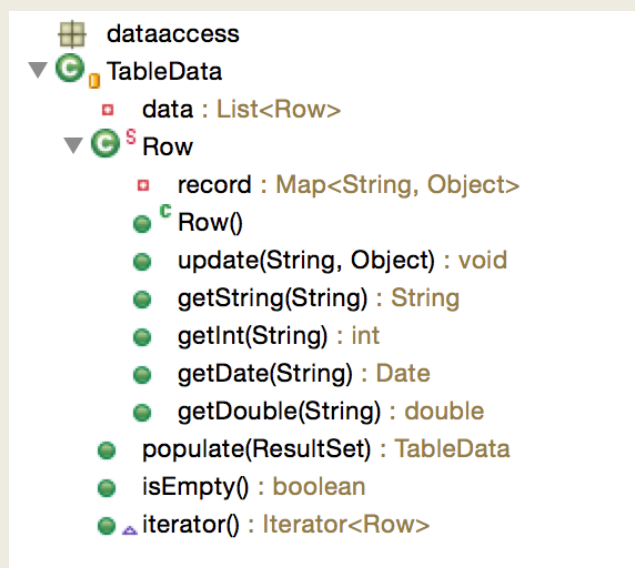 dataaccess
C TableData
data : List<Row>
C S Row
record : Map<String, Object>
C Row()
update(String, Object) : void
getString(String) : String
getInt(String) : int
getDate(String) : Date
getDouble(String) : double
populate(ResultSet) : TableData
isEmpty() : boolean
iterator() : Iterator<Row>